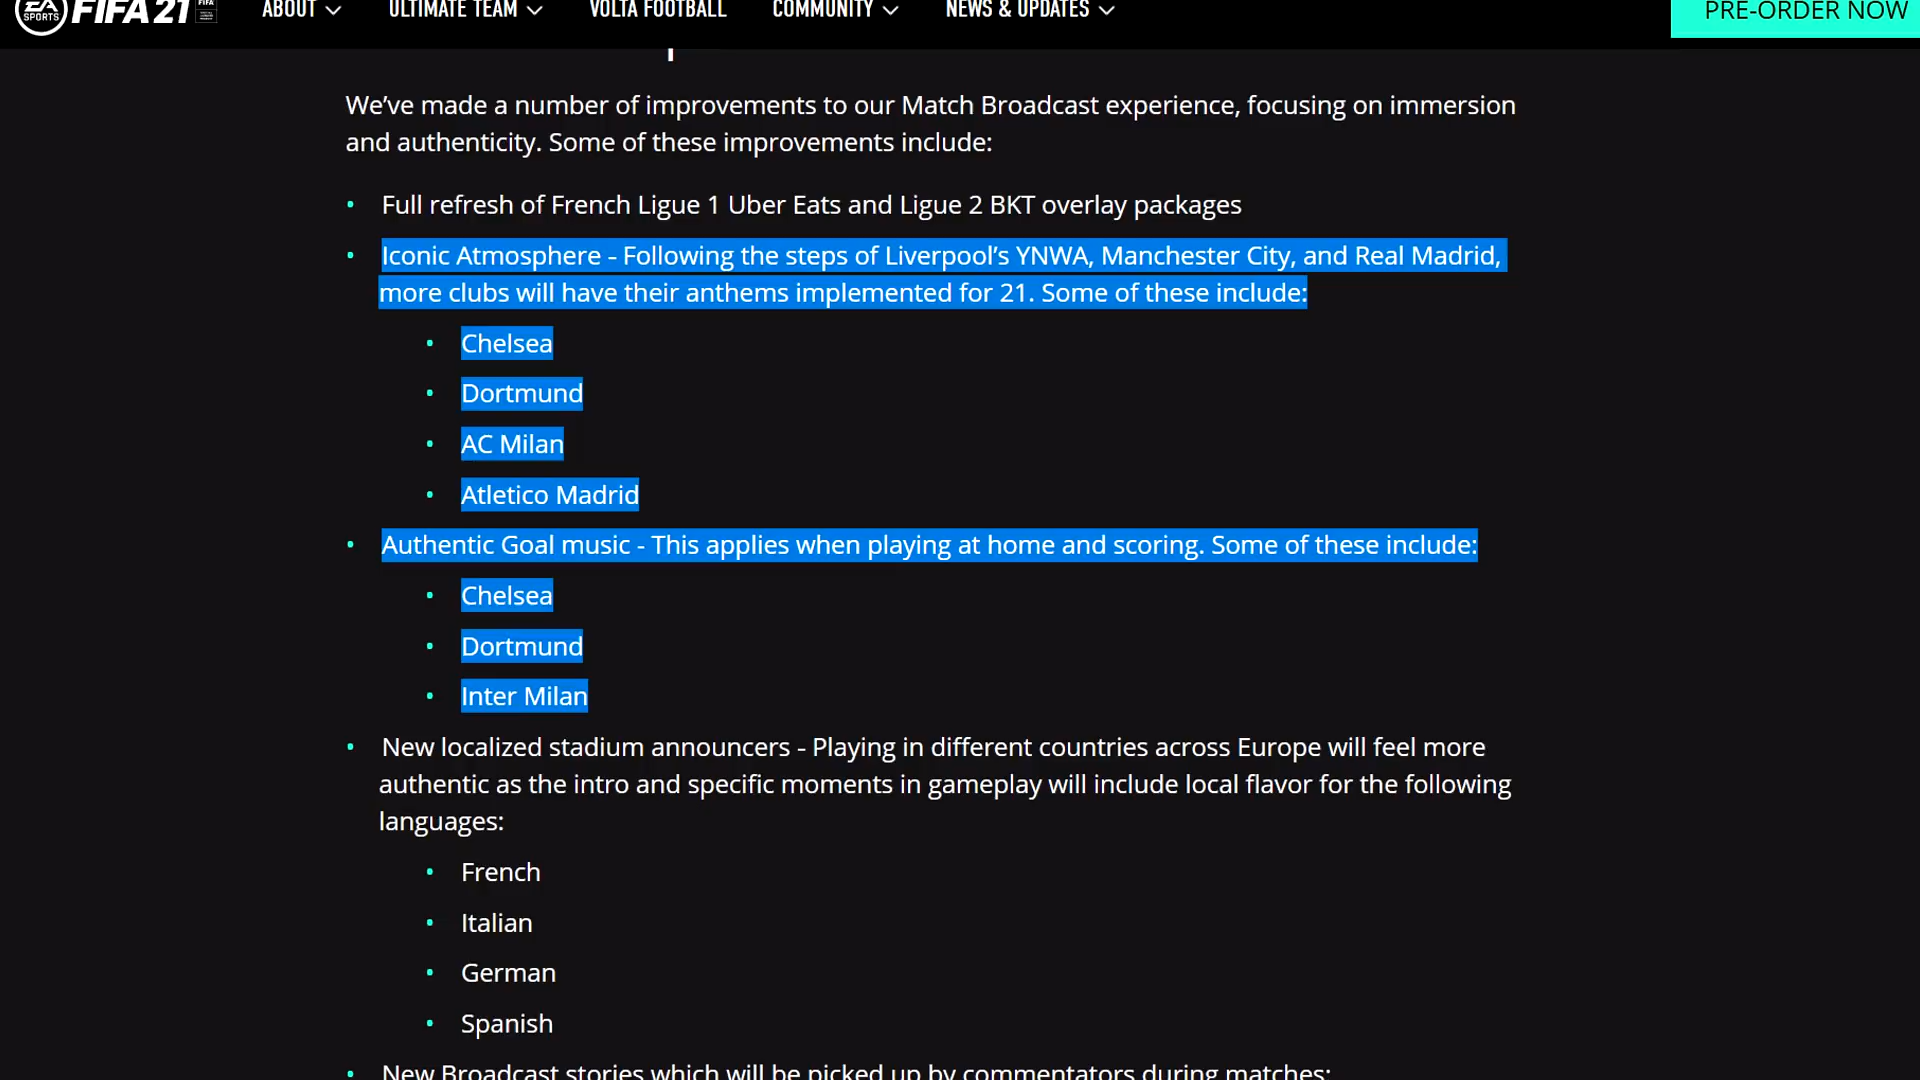 EA SPORTS FIFA 21 FIFA ABOUT ULTIMATE TEAM VOLTA FOOTBALL COMMUNITY NEWS & UPDATES PRE-ORDER NOW
We’ve made a number of improvements to our Match Broadcast experience, focusing on immersion
and authenticity. Some of these improvements include:
• Full refresh of French Ligue 1 Uber Eats and Ligue 2 BKT overlay packages
• Iconic Atmosphere - Following the steps of Liverpool’s YNWA, Manchester City, and Real Madrid,
more clubs will have their anthems implemented for 21. Some of these include:
• Chelsea
• Dortmund
• AC Milan
• Atletico Madrid
• Authentic Goal music - This applies when playing at home and scoring. Some of these include:
• Chelsea
• Dortmund
• Inter Milan
• New localized stadium announcers - Playing in different countries across Europe will feel more
authentic as the intro and specific moments in gameplay will include local flavor for the following
languages:
• French
• Italian
• German
• Spanish
• New Broadcast stories which will be picked up by commentators during matches: